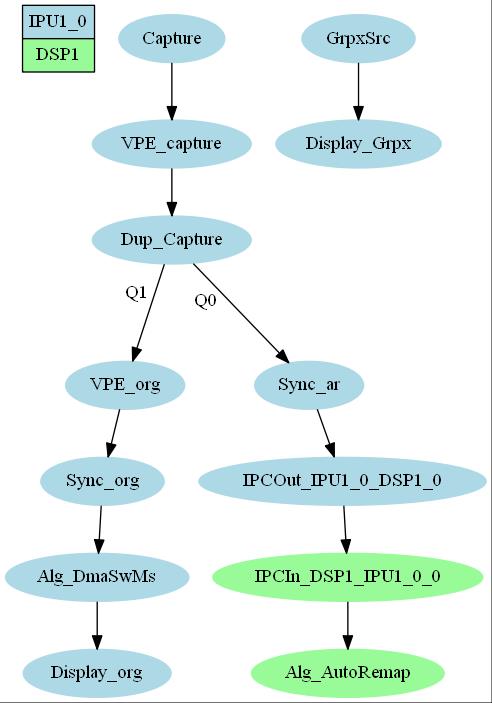 IPU1_0
DSP1
Capture
GrpxSrc
VPE_capture
Display_Grpx
Dup_Capture
Q1
Q0
VPE_org
Sync_ar
Sync_org
IPCOut_IPU1_0_DSP1_0
Alg_DmaSwMs
IPCIn_DSP1_IPU1_0_0
Display_org
Alg_AutoRemap